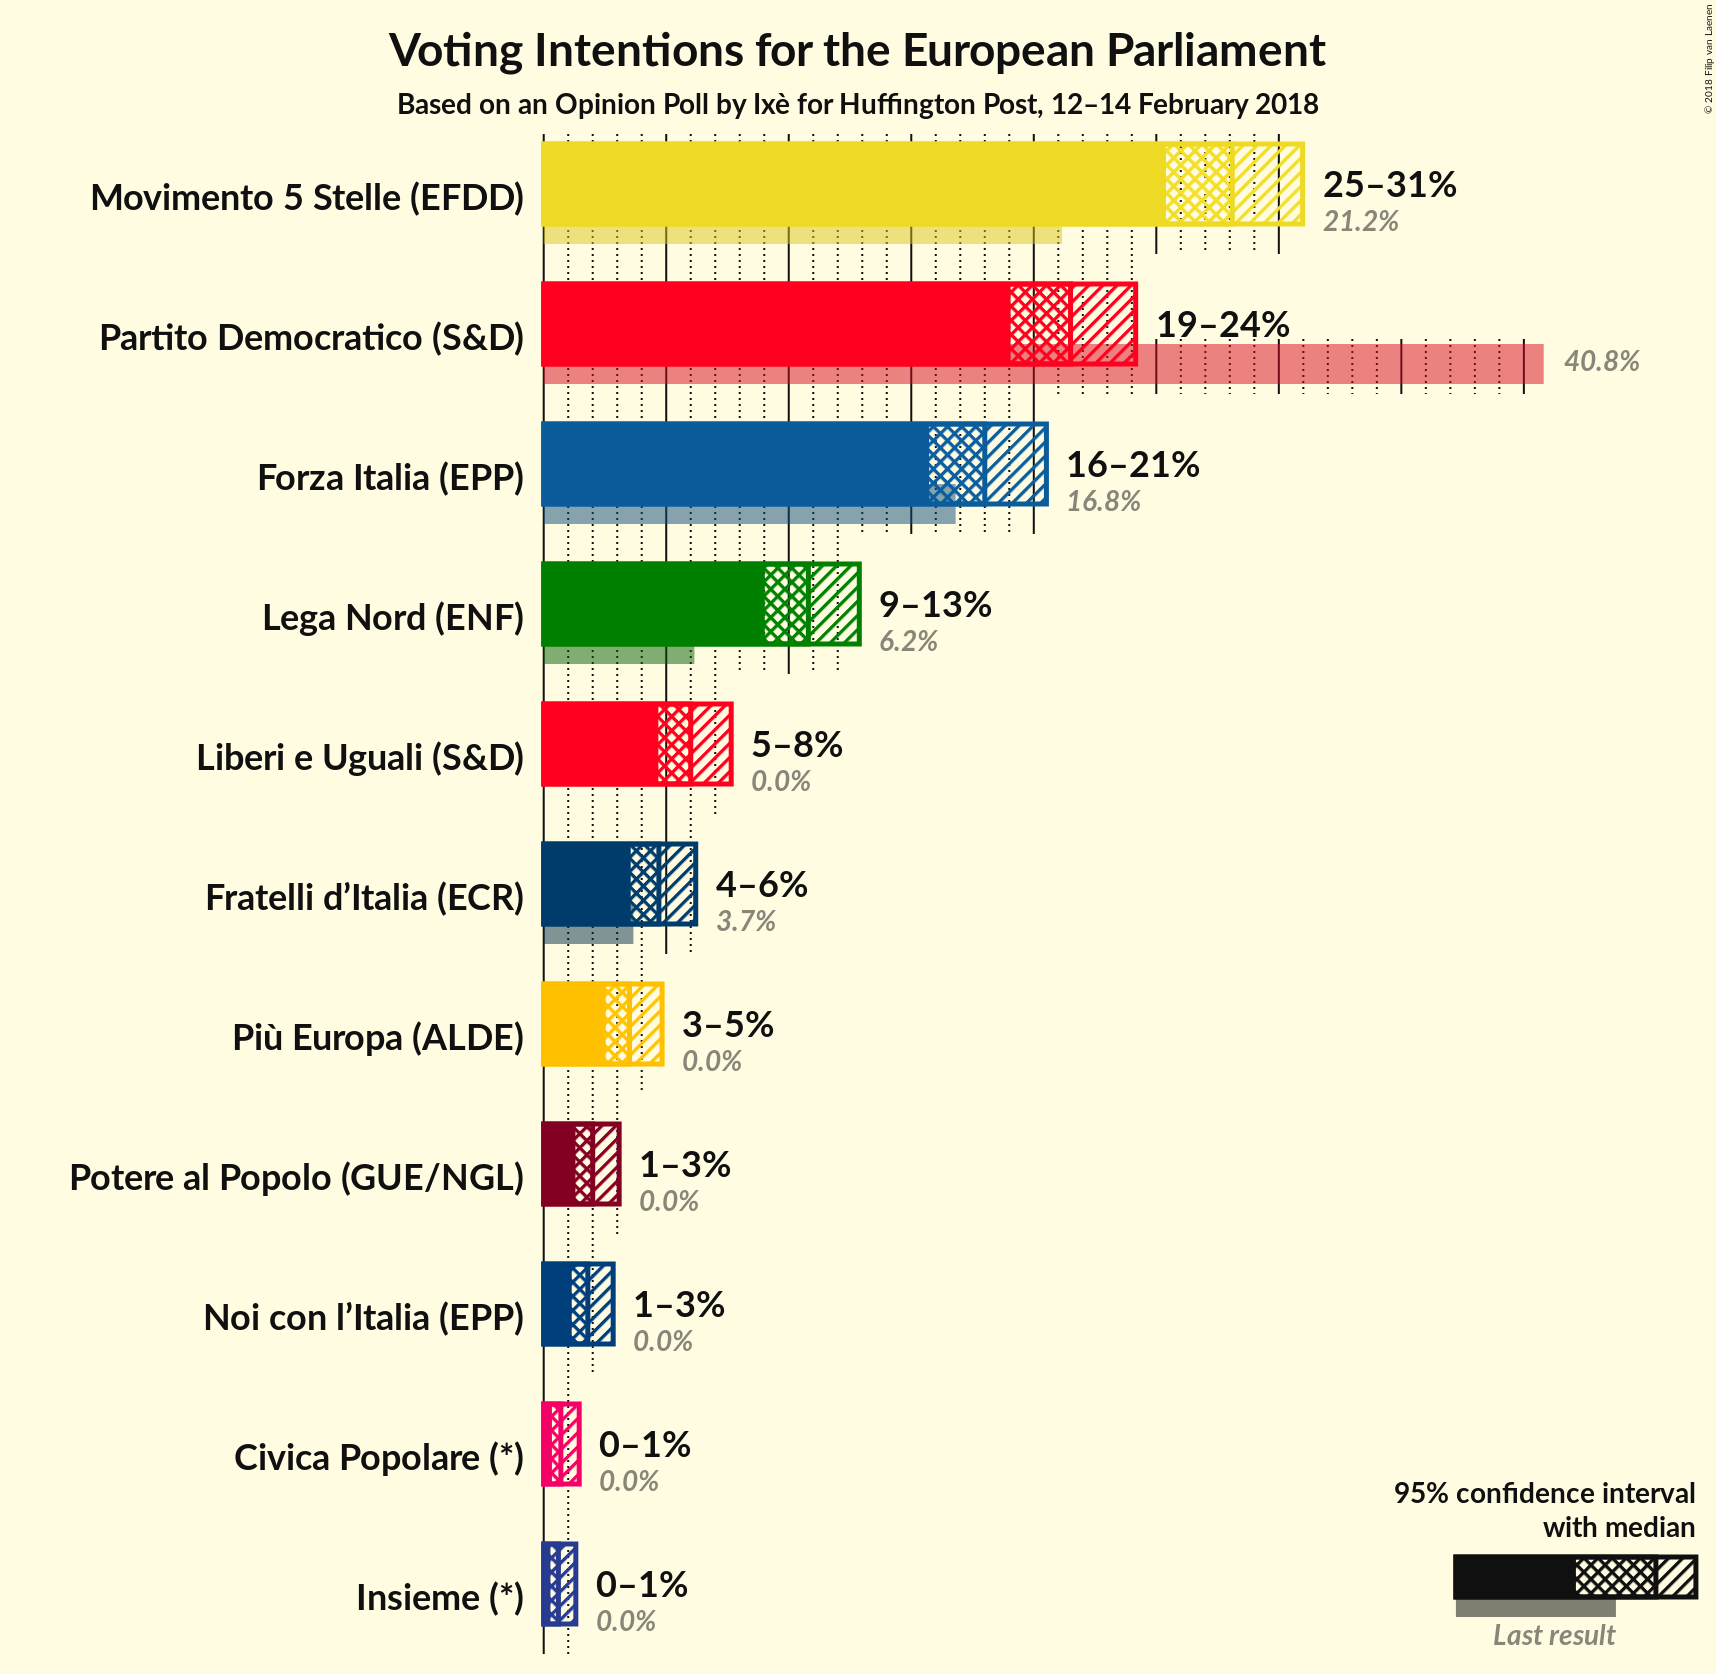 Voting Intentions for the European Parliament
Based on an Opinion Poll by Ixè for Huffington Post, 12–14 February 2018
© 2018 Filip van Laenen
Movimento 5 Stelle (EFDD)
25–31%
21.2%
Partito Democratico (S&D)
19–24%
40.8%
Forza Italia (EPP)
16–21%
16.8%
Lega Nord (ENF)
9–13%
6.2%
Liberi e Uguali (S&D)
5–8%
0.0%
Fratelli d’Italia (ECR)
4–6%
3.7%
Più Europa (ALDE)
3–5%
0.0%
Potere al Popolo (GUE/NGL)
1–3%
0.0%
Noi con l’Italia (EPP)
1–3%
0.0%
Civica Popolare (*)
0–1%
0.0%
Insieme (*)
0–1%
0.0%
95% confidence interval
with median
Last result